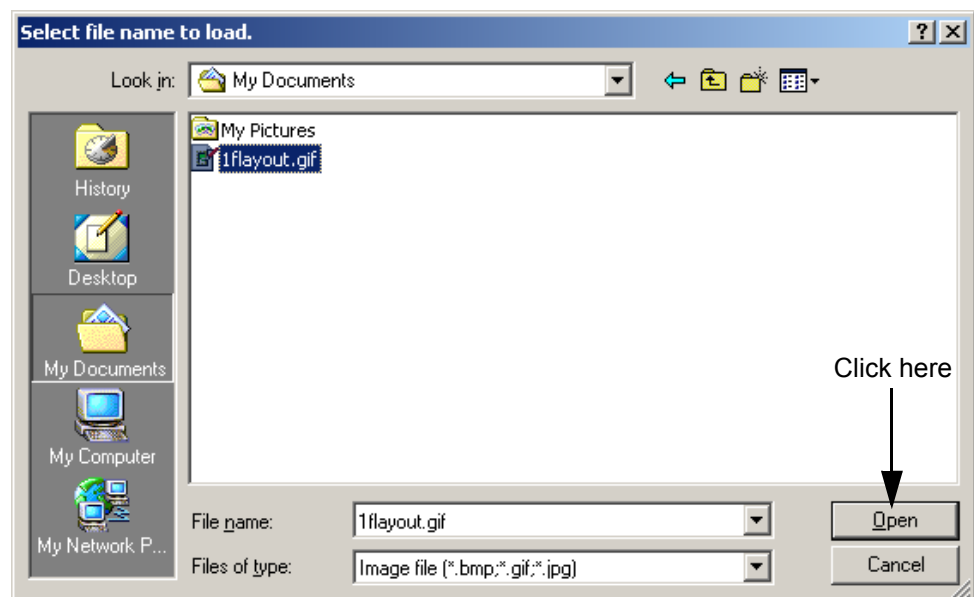 Select file name to load.
Look in: My Documents
My Pictures
1flayout.gif
History
Desktop
My Documents
My Computer
My Network P...
Click here
File name: 1flayout.gif Open
Files of type: Image file (*.bmp;*.gif;*.jpg) Cancel